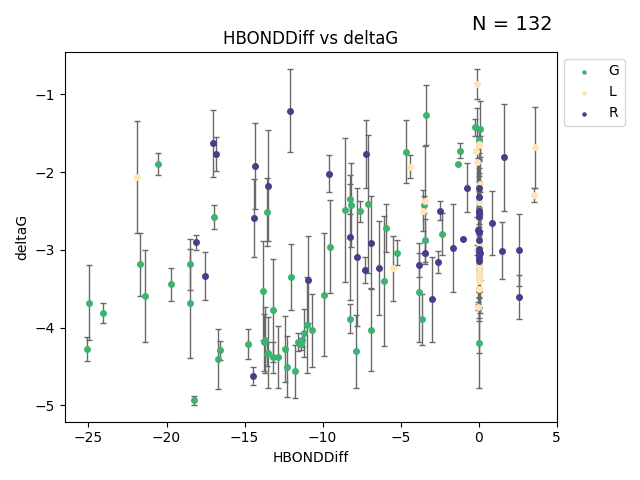 N = 132
HBONDDiff vs deltaG
G
L
R
deltaG
−1
−2
−3
−4
−5
−25
−20
−15
−10
−5
0
5
HBONDDiff